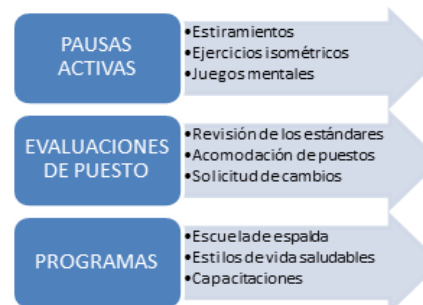 PAUSAS
ACTIVAS
•Estiramientos
•Ejercicios isométricos
•Juegos mentales
EVALUACIONES
DE PUESTO
•Revisión de los estándares
•Acomodación de puestos
•Solicitud de cambios
PROGRAMAS
•Escuela de espalda
•Estilos de vida saludables
•Capacitaciones